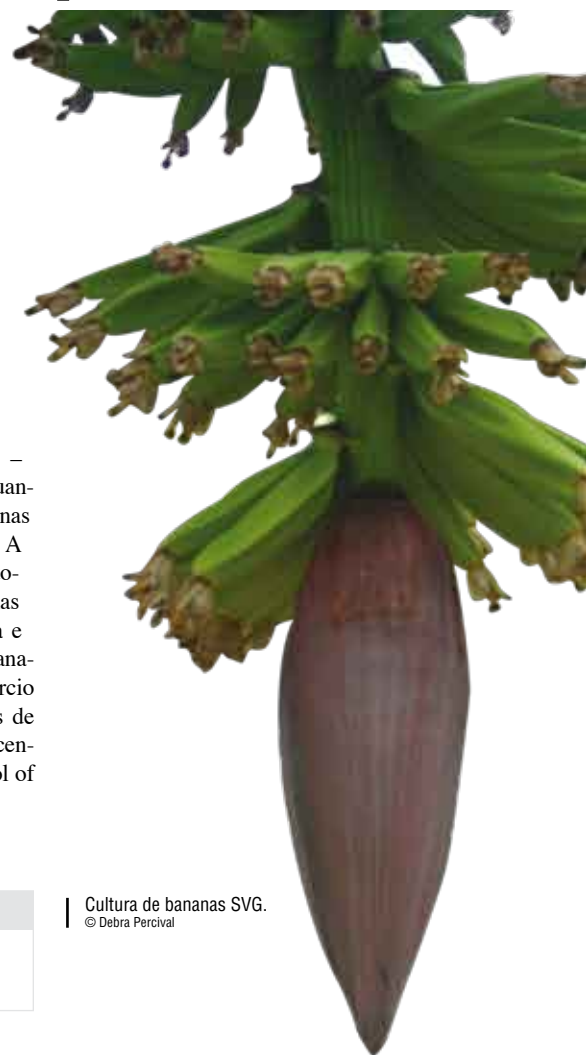 –
uan-
nas
A
o-
as
n e
ana-
rcio
s de
cen-
ol of
Cultura de bananas SVG.
© Debra Percival